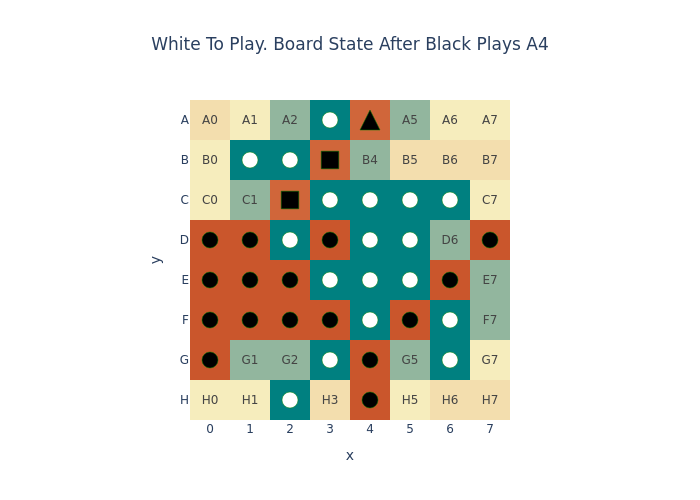 White To Play. Board State After Black Plays A4
A A0 A1 A2 A5 A6 A7
B B0 B4 B5 B6 B7
C C0 C1 C7
D D6
y
E E7
F F7
G G1 G2 G5 G7
H H0 H1 H3 H5 H6 H7
0 1 2 3 4 5 6 7
x